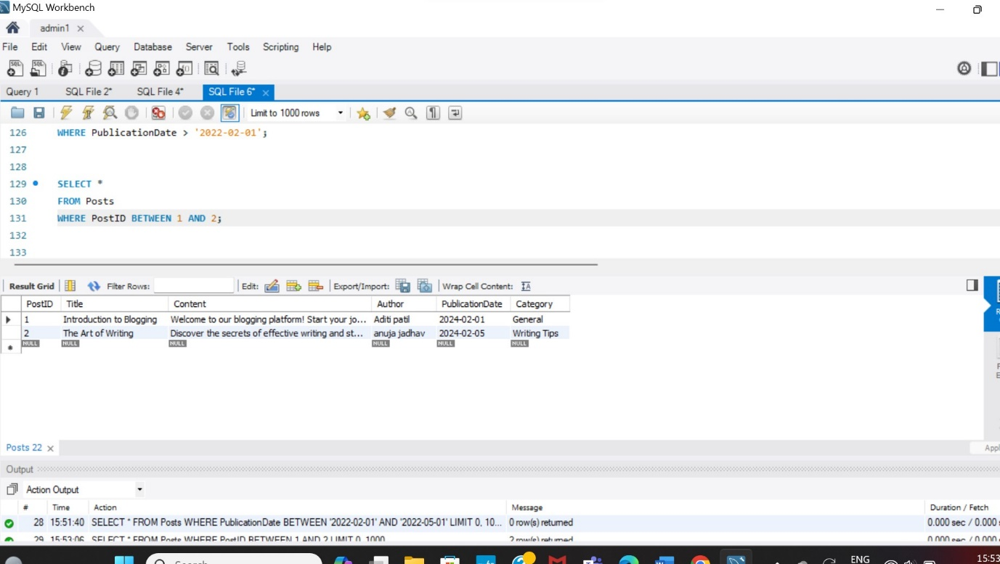 MySQL Workbench
admin1
File Edit View Query Database Server Tools Scripting Help
Query 1 SQL File 2* SQL File 4* SQL File 6*
Limit to 1000 rows
126 WHERE PublicationDate > '2022-02-01';
127
128
129 SELECT *
130 FROM Posts
131 WHERE PostID BETWEEN 1 AND 2;
132
133
Result Grid Filter Rows: Edit: Export/Import: Wrap Cell Content:
PostID Title Content Author PublicationDate Category
1 Introduction to Blogging Welcome to our blogging platform! Start your jo... Aditi patil 2024-02-01 General
2 The Art of Writing Discover the secrets of effective writing and st... anuja jadhav 2024-02-05 Writing Tips
NULL NULL NULL NULL NULL NULL
Posts 22 Appl
Output
Action Output
# Time Action Message Duration / Fetch
28 15:51:40 SELECT * FROM Posts WHERE PublicationDate BETWEEN '2022-02-01' AND '2022-05-01' LIMIT 0, 10... 0 row(s) returned 0.000 sec / 0.000
29 15:53:06 SELECT * FROM Posts WHERE PostID BETWEEN 1 AND 2 LIMIT 0, 1000 2 row(s) returned 0.000 sec / 0.000
Search ENG 15:53